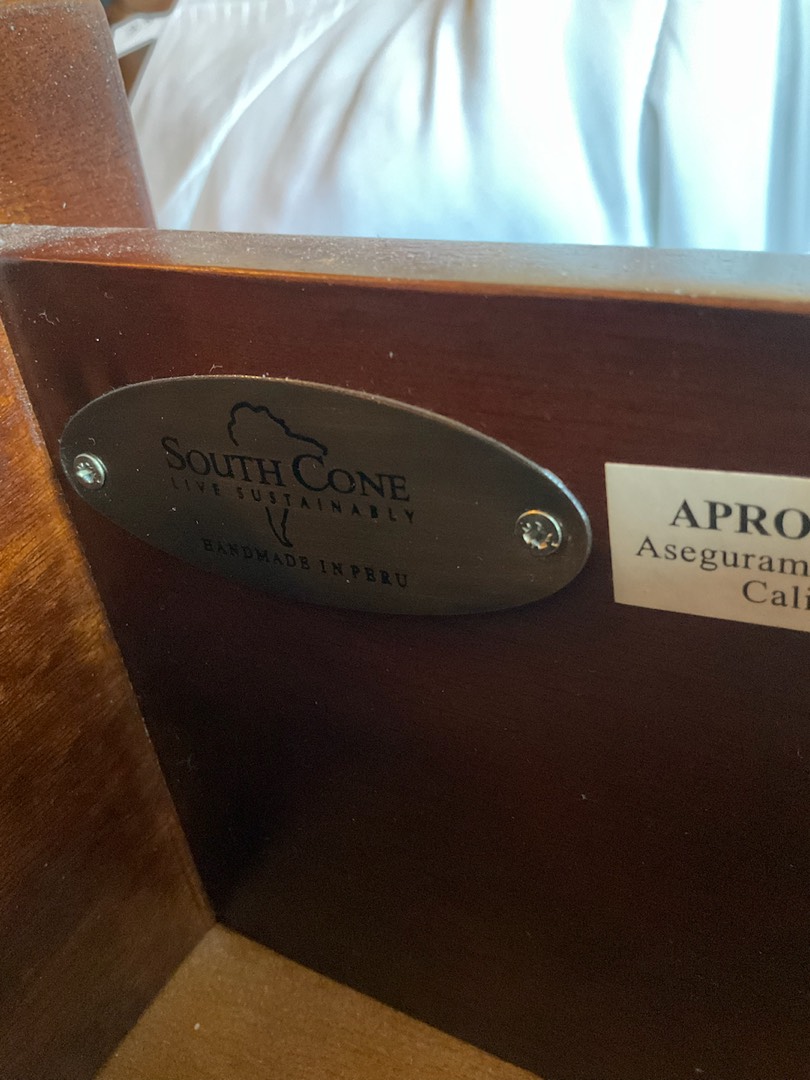 SOUTH CONE
LIVE SUSTAINABLY
HANDMADE IN PERU
APRO
Aseguram
Cali